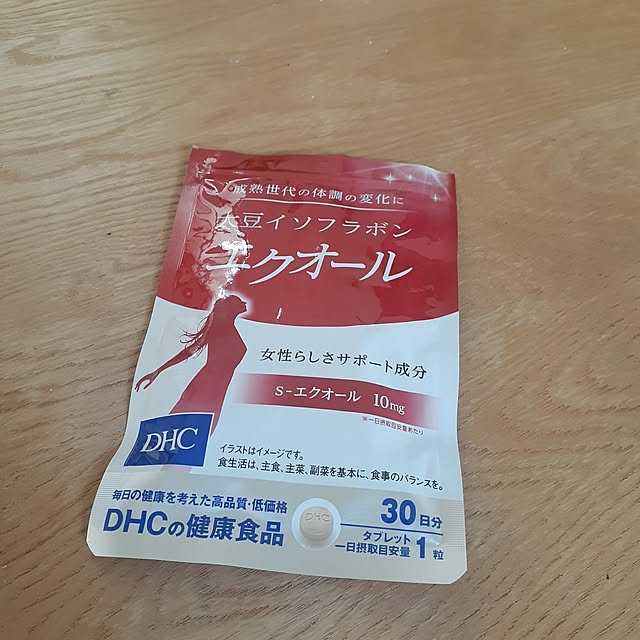 成熟世代の体調の変化に
大豆イソフラボン
エクオール
女性らしさサポート成分
S-エクオール 10mg
※一日摂取目安量あたり
DHC
イラストはイメージです。
食生活は、主食、主菜、副菜を基本に、食事のバランスを。
毎日の健康を考えた高品質・低価格
DHCの健康食品
DHC
30日分
タブレット
一日摂取目安量 1粒